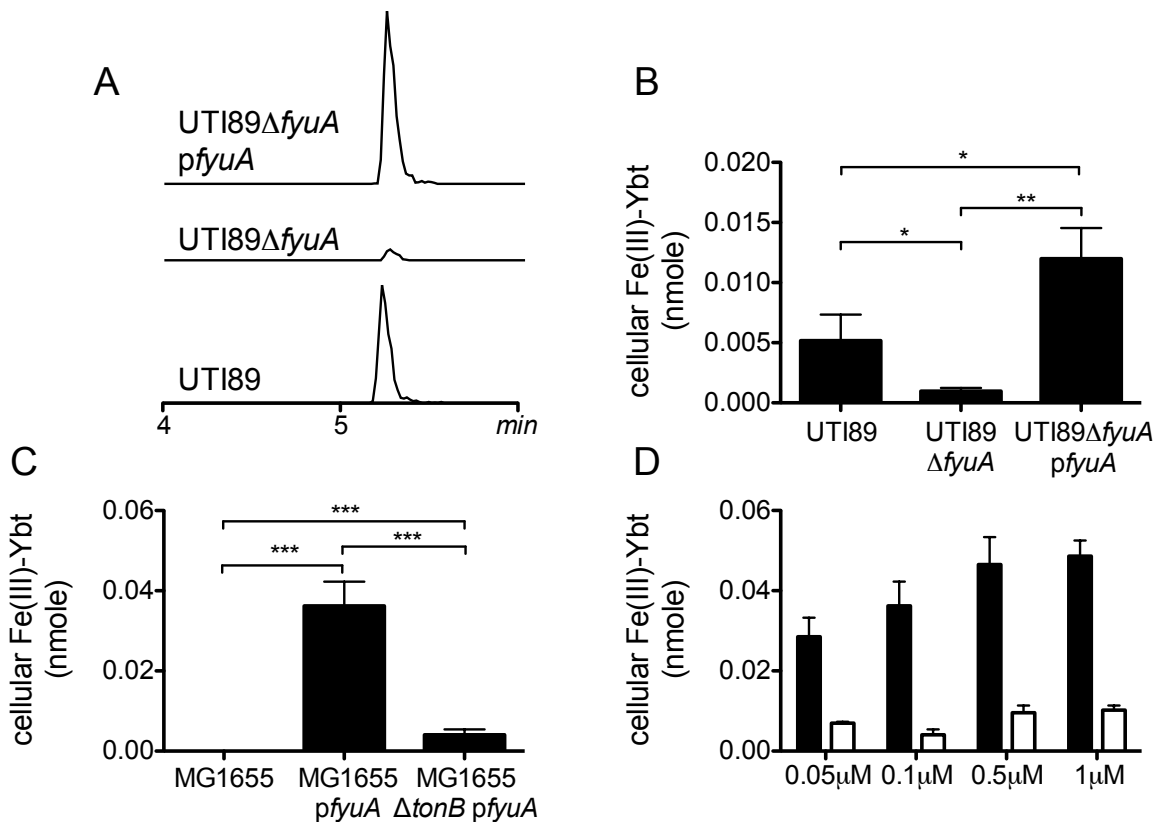 A
UTI89ΔfyuA
pfyuA
UTI89ΔfyuA
UTI89
4 5 min
B
cellular Fe(III)-Ybt
(nmole)
0.020
0.015
0.010
0.005
0.000
*
**
*
UTI89 UTI89 UTI89ΔfyuA
ΔfyuA pfyuA
C
cellular Fe(III)-Ybt
(nmole)
0.06
0.04
0.02
0.00
***
*** ***
MG1655 MG1655 MG1655
pfyuA ΔtonB pfyuA
D
cellular Fe(III)-Ybt
(nmole)
0.06
0.04
0.02
0.00
0.05μM 0.1μM 0.5μM 1μM